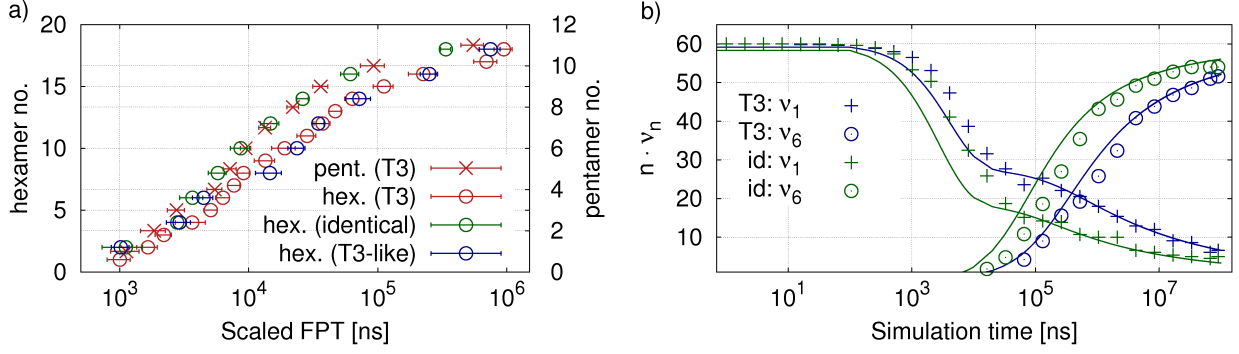 a)
hexamer no.
20
15
10
5
0
pent. (T3)
hex. (T3)
hex. (identical)
hex. (T3-like)
12
10
8
6
4
2
0
pentamer no.
10³ 10⁴ 10⁵ 10⁶
Scaled FPT [ns]
b)
n · ν₍n₎
60
50
40
30
20
10
T3: ν₁
T3: ν₆
id: ν₁
id: ν₆
10¹ 10³ 10⁵ 10⁷
Simulation time [ns]